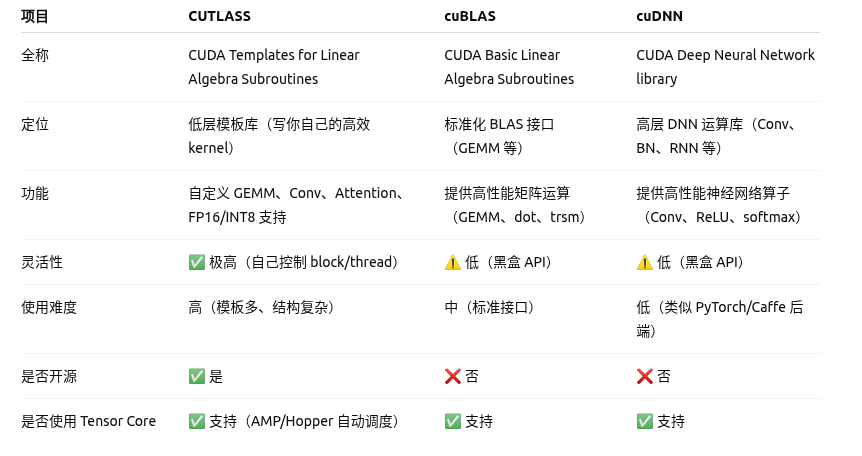 项目 CUTLASS cuBLAS cuDNN
全称 CUDA Templates for Linear CUDA Basic Linear CUDA Deep Neural Network
Algebra Subroutines Algebra Subroutines library
定位 低层模板库（写你自己的高效 标准化 BLAS 接口 高层 DNN 运算库（Conv、
kernel） （GEMM 等） BN、RNN 等）
功能 自定义 GEMM、Conv、Attention、 提供高性能矩阵运算 提供高性能神经网络算子
FP16/INT8 支持 （GEMM、dot、trsm） （Conv、ReLU、softmax）
灵活性 ✅ 极高（自己控制 block/thread） ⚠️ 低（黑盒 API） ⚠️ 低（黑盒 API）
使用难度 高（模板多、结构复杂） 中（标准接口） 低（类似 PyTorch/Caffe 后
端）
是否开源 ✅ 是 ❌ 否 ❌ 否
是否使用 Tensor Core ✅ 支持（AMP/Hopper 自动调度） ✅ 支持 ✅ 支持